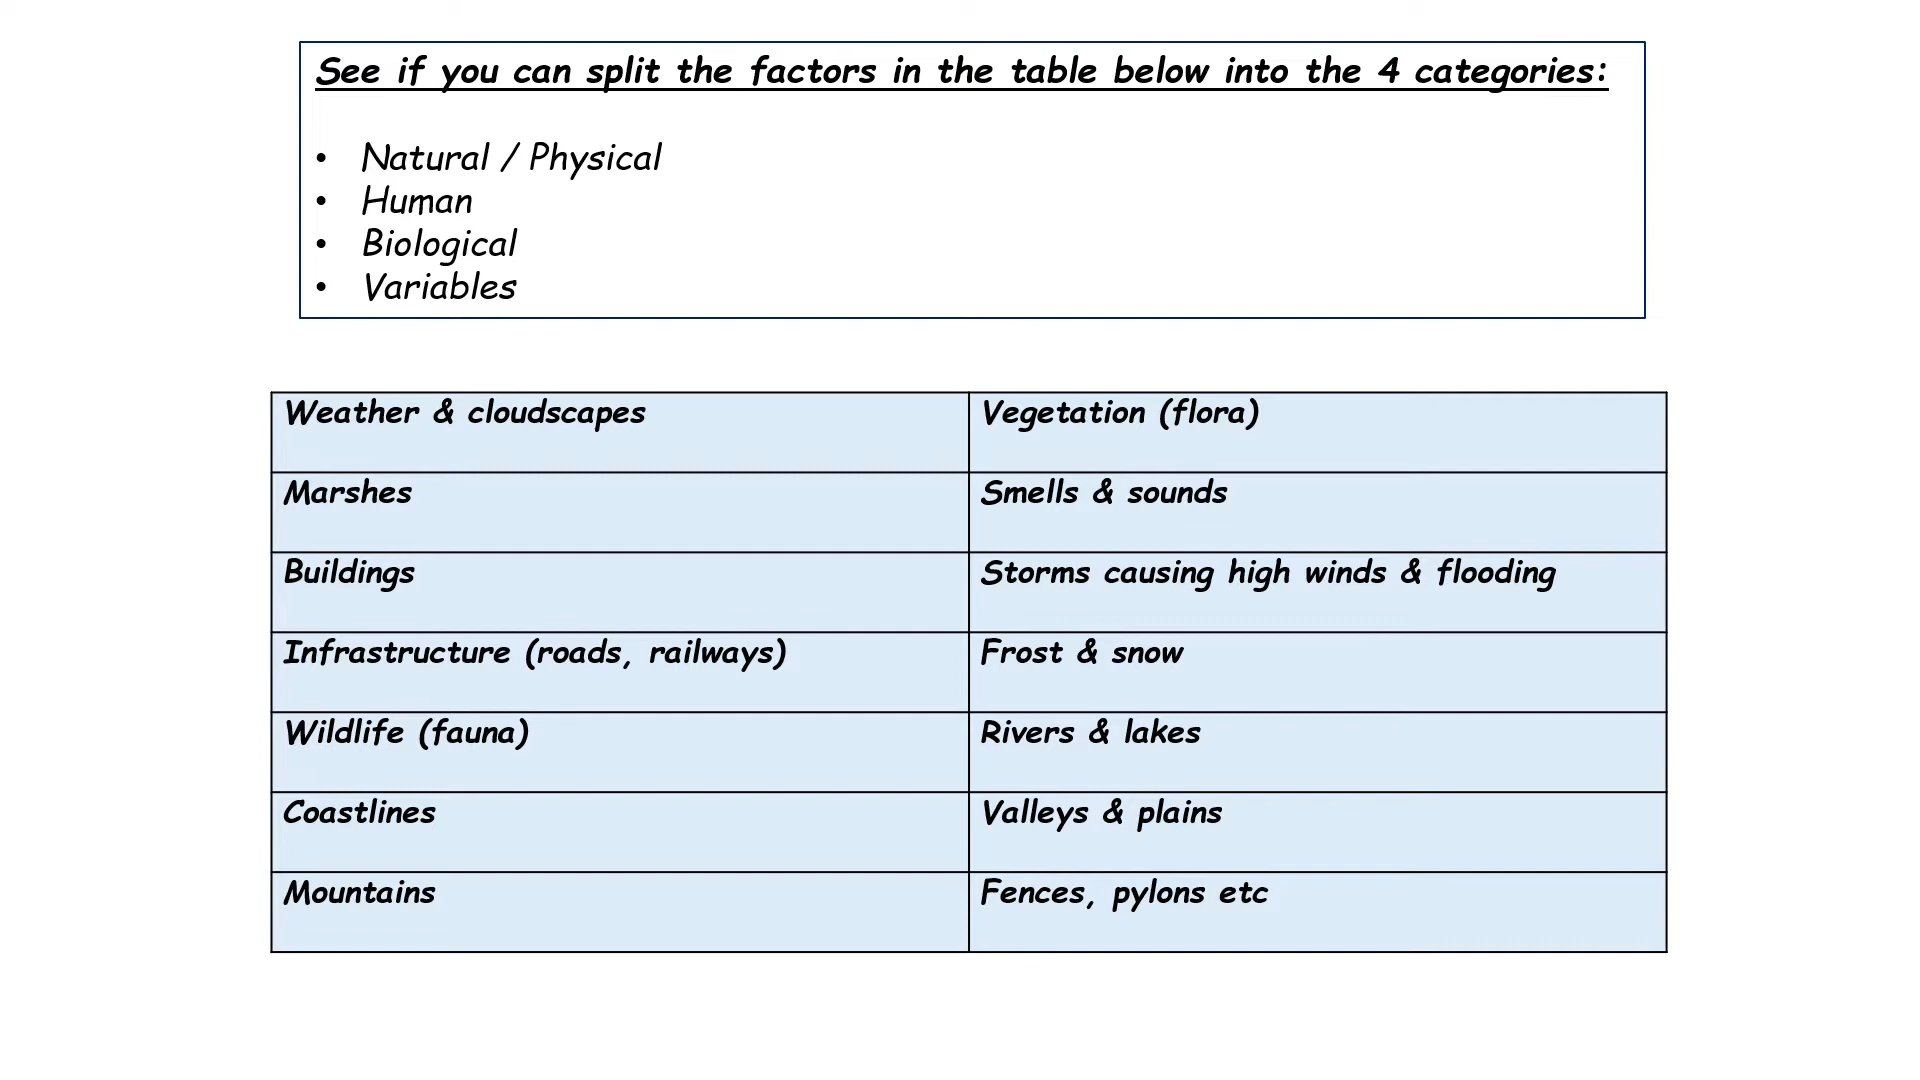 See if you can split the factors in the table below into the 4 categories:
• Natural / Physical
• Human
• Biological
• Variables
Weather & cloudscapes
Vegetation (flora)
Marshes
Smells & sounds
Buildings
Storms causing high winds & flooding
Infrastructure (roads, railways)
Frost & snow
Wildlife (fauna)
Rivers & lakes
Coastlines
Valleys & plains
Mountains
Fences, pylons etc